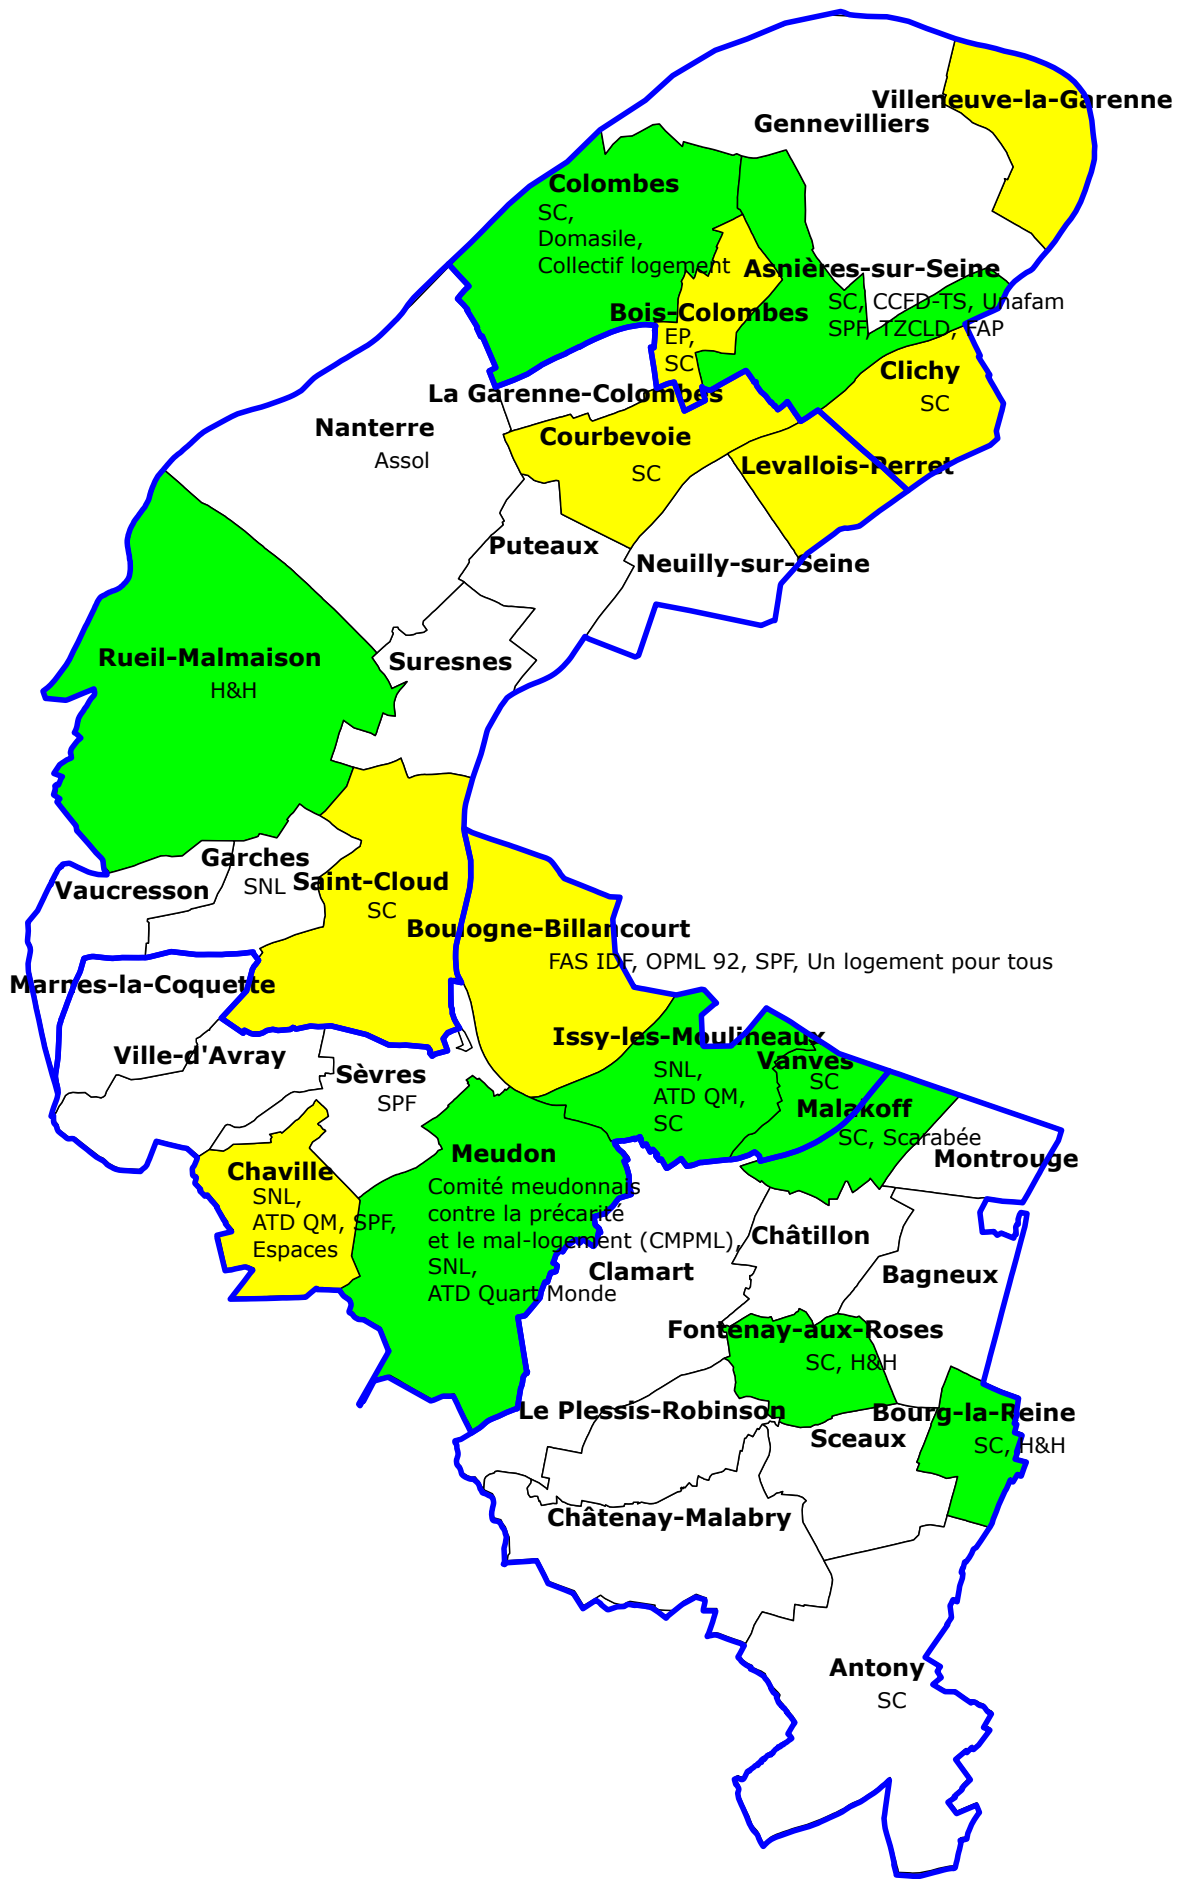 Villeneuve-la-Garenne
Gennevilliers
Colombes
SC,
Domasile,
Collectif logement
Asnières-sur-Seine
SC, CCFD-TS, Unafam
SPF, TZCLD, FAP
Bois-Colombes
EP,
SC
Clichy
SC
La Garenne-Colombes
Nanterre
Assol
Courbevoie
SC
Levallois-Perret
Puteaux
Neuilly-sur-Seine
Rueil-Malmaison
H&H
Suresnes
Garches
SNL
Vaucresson
Saint-Cloud
SC
Boulogne-Billancourt
FAS IDF, OPML 92, SPF, Un logement pour tous
Marnes-la-Coquette
Ville-d'Avray
Sèvres
SPF
Issy-les-Moulineaux
SNL,
ATD QM,
SC
Vanves
SC
Malakoff
SC, Scarabée
Montrouge
Chaville
SNL,
ATD QM, SPF,
Espaces
Meudon
Comité meudonnais
contre la précarité
et le mal-logement (CMPML),
SNL,
ATD Quart Monde
Châtillon
Clamart
Bagneux
Fontenay-aux-Roses
SC, H&H
Le Plessis-Robinson
Bourg-la-Reine
SC, H&H
Sceaux
Châtenay-Malabry
Antony
SC